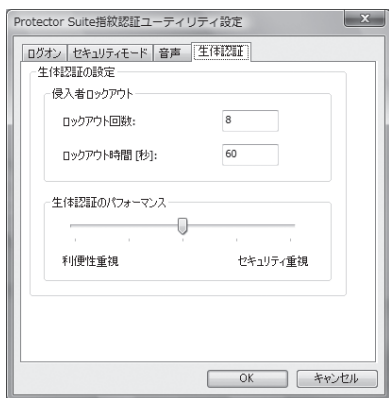 Protector Suite指紋認証ユーティリティ設定
ログオン セキュリティモード 音声 生体認証
生体認証の設定
侵入者ロックアウト
ロックアウト回数: 8
ロックアウト時間 [秒]: 60
生体認証のパフォーマンス
利便性重視 セキュリティ重視
OK キャンセル